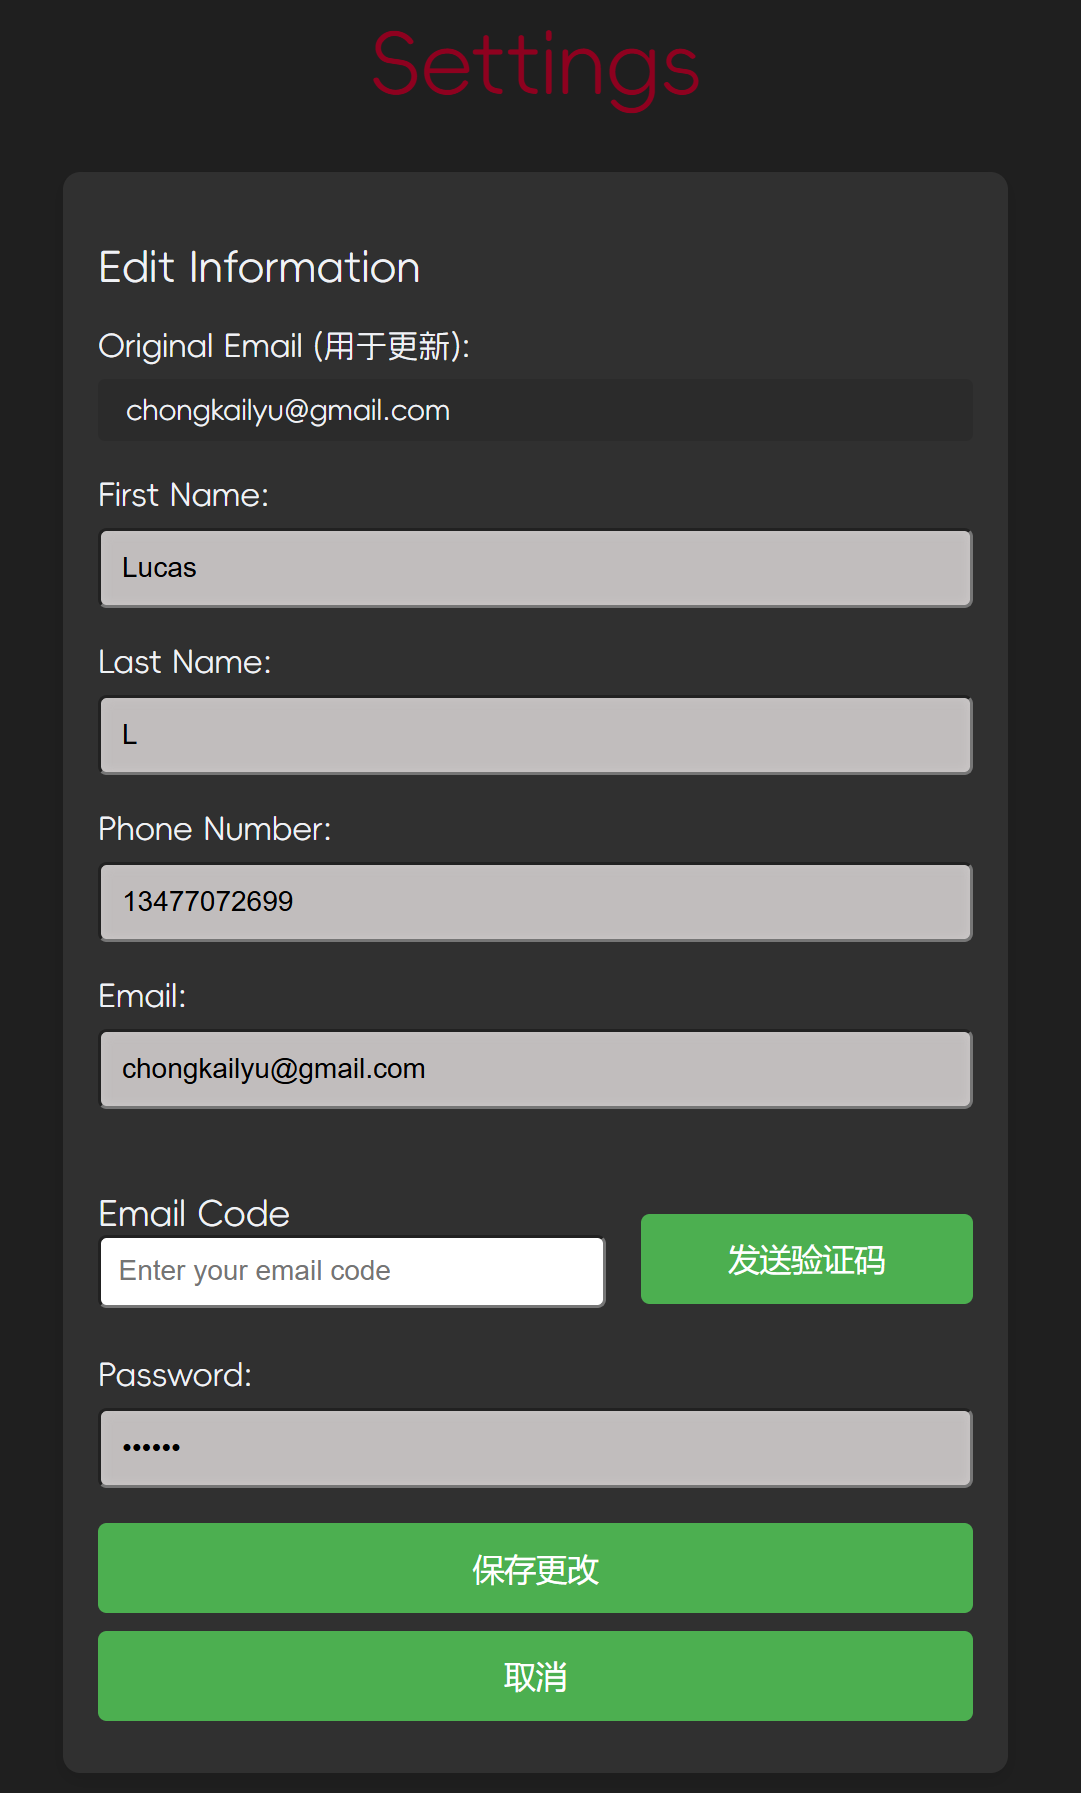 Settings
Edit Information
Original Email (用于更新):
chongkailyu@gmail.com
First Name:
Lucas
Last Name:
L
Phone Number:
13477072699
Email:
chongkailyu@gmail.com
Email Code
Enter your email code
发送验证码
Password:
••••••
保存更改
取消